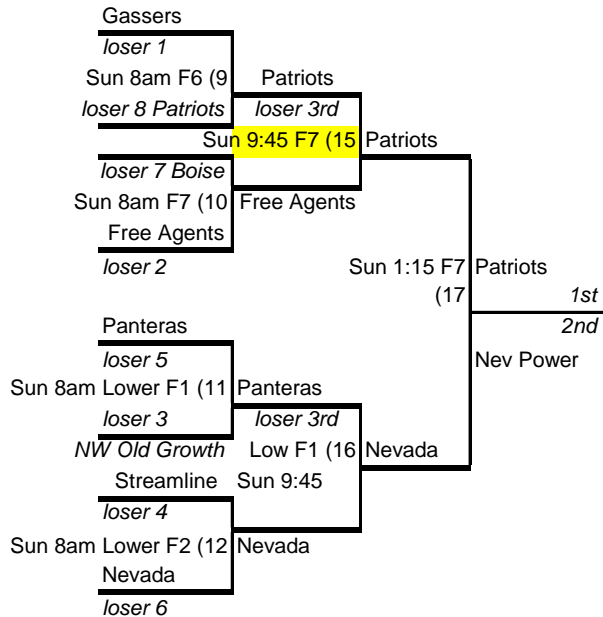 Gassers
loser 1
Sun 8am F6 (9 Patriots
loser 8 Patriots loser 3rd
Sun 9:45 F7 (15 Patriots
loser 7 Boise
Sun 8am F7 (10 Free Agents
Free Agents
loser 2 Sun 1:15 F7 Patriots
(17 1st
Panteras 2nd
loser 5 Nev Power
Sun 8am Lower F1 (11 Panteras
loser 3 loser 3rd
NW Old Growth Low F1 (16 Nevada
Streamline Sun 9:45
loser 4
Sun 8am Lower F2 (12 Nevada
Nevada
loser 6